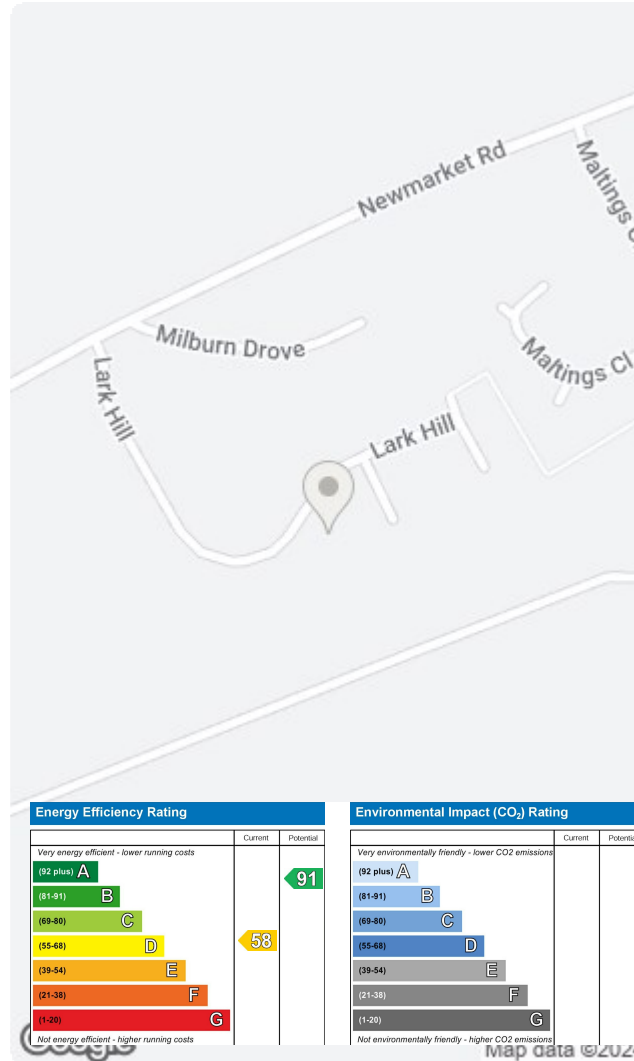 Newmarket Rd
Maltings C
Milburn Drove
Maltings Cl
Lark Hill
Lark Hill
Energy Efficiency Rating
Current Potential
Very energy efficient - lower running costs
(92 plus) A
(81-91) B
(69-80) C
(55-68) D
(39-54) E
(21-38) F
(1-20) G
91
58
Not energy efficient - higher running costs
Environmental Impact (CO₂) Rating
Current Potentia
Very environmentally friendly - lower CO2 emissions
(92 plus) A
(81-91) B
(69-80) C
(55-68) D
(39-54) E
(21-38) F
(1-20) G
Not environmentally friendly - higher CO2 emissions
Google
Map data ©202